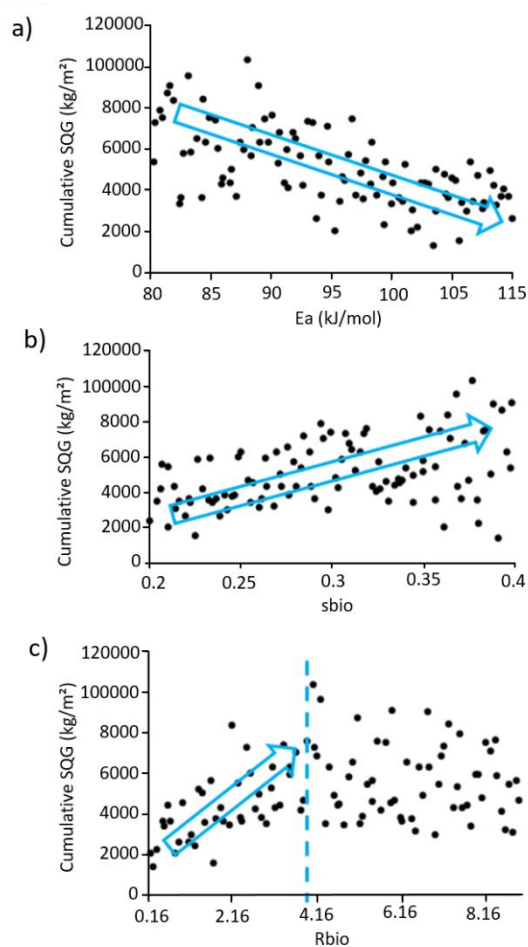 a)
Cumulative SQG (kg/m²)
120000
100000
8000
6000
4000
2000
0
80 85 90 95 100 105 115
Ea (kJ/mol)
b)
Cumulative SQG (kg/m²)
120000
100000
8000
6000
4000
2000
0
0.2 0.25 0.3 0.35 0.4
sbio
c)
Cumulative SQG (kg/m²)
120000
100000
8000
6000
4000
2000
0
0.16 2.16 4.16 6.16 8.16
Rbio